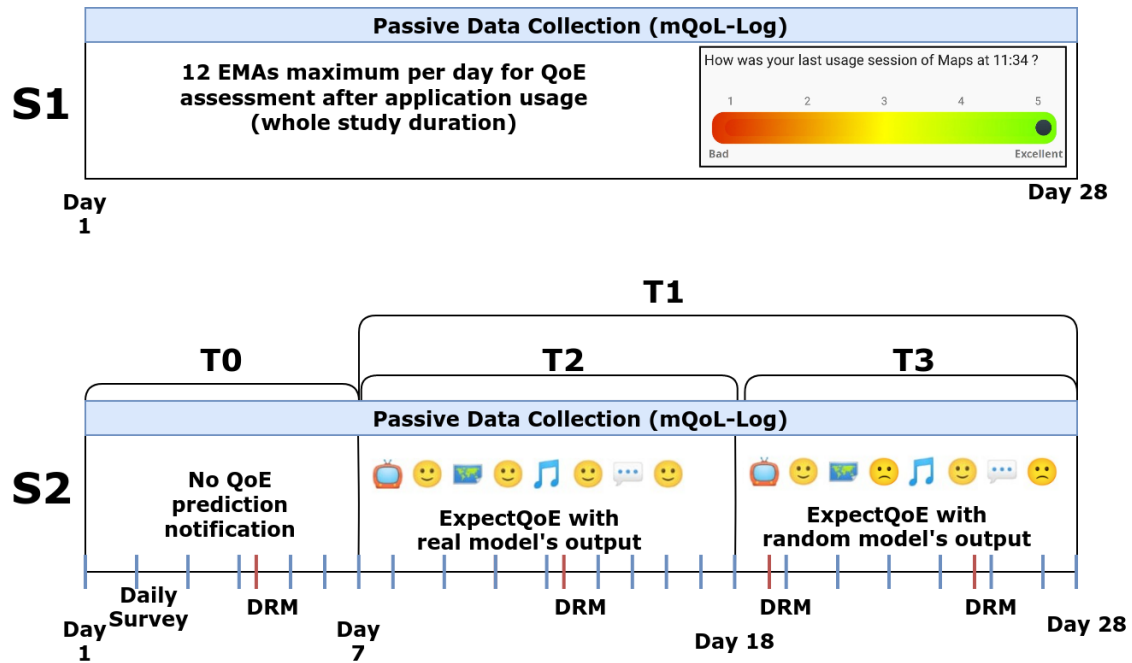 Passive Data Collection (mQoL-Log)
S1
12 EMAs maximum per day for QoE
assessment after application usage
(whole study duration)
How was your last usage session of Maps at 11:34 ?
1 2 3 4 5
Bad Excellent
Day
1
Day 28
T1
T0 T2 T3
Passive Data Collection (mQoL-Log)
S2
No QoE
prediction
notification
ExpectQoE with
real model's output
ExpectQoE with
random model's output
Daily
Survey
DRM DRM DRM DRM
Day
1
Day
7
Day 18
Day 28